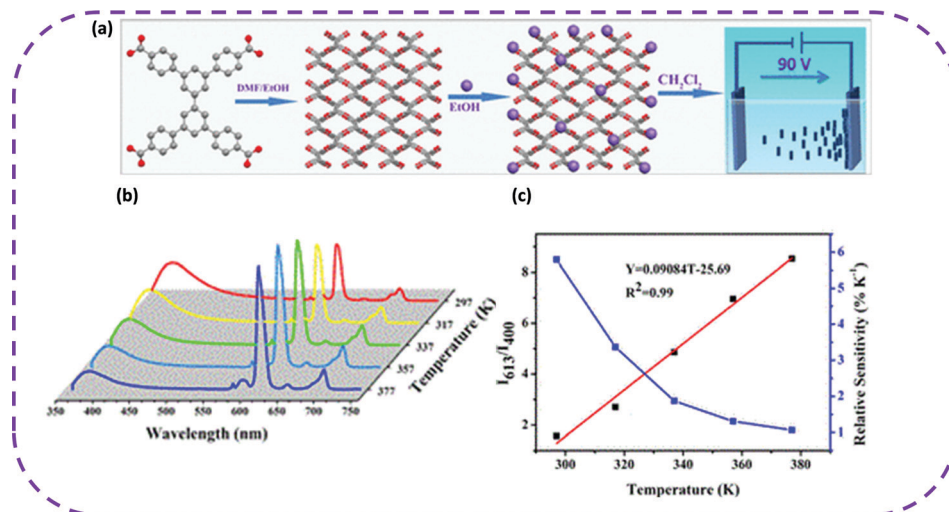 (a)
DMF/EtOH
EtOH
CH2Cl2
90 V
(b)
297
317
337
357
377
Temperature (K)
350 400 450 500 550 600 650 700 750
Wavelength (nm)
(c)
Y=0.09084T-25.69
R²=0.99
8
6
4
2
I613/I400
6
5
4
3
2
1
Relative Sensitivity (% K⁻¹)
300 320 340 360 380
Temperature (K)